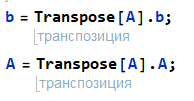 b = Transpose[A].b;
транспозиция
A = Transpose[A].A;
транспозиция